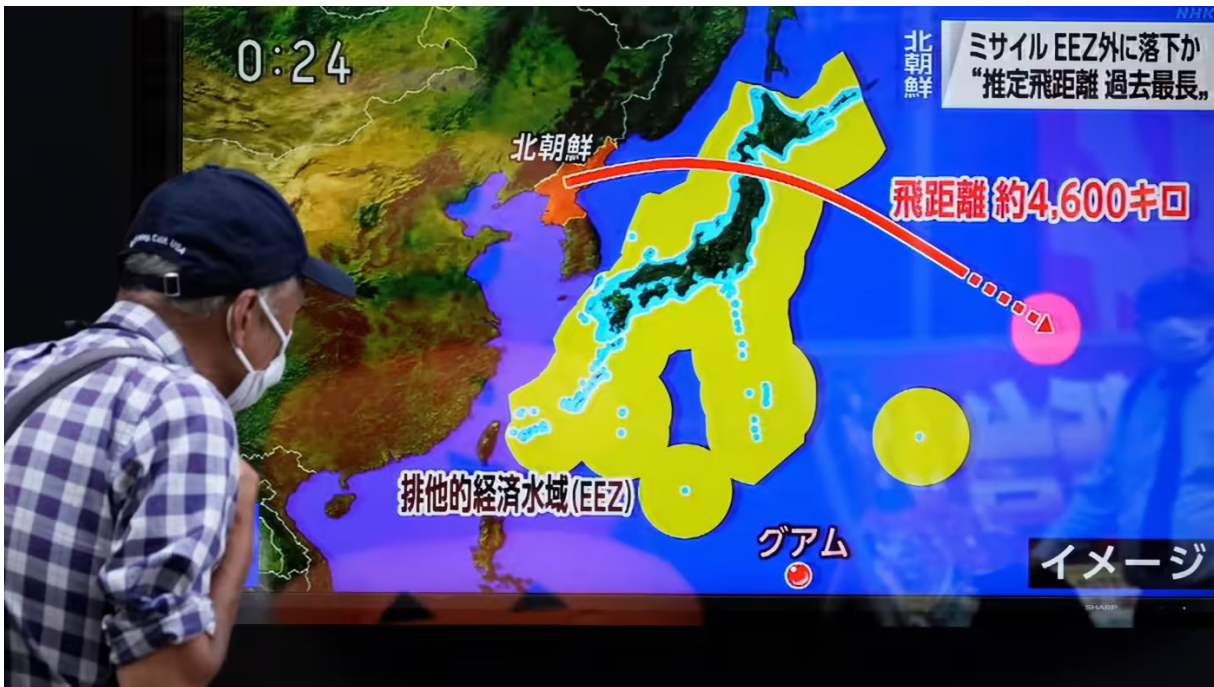 NHK
0:24
北朝鮮
ミサイル EEZ外に落下か
“推定飛距離 過去最長„
北朝鮮
飛距離 約4,600キロ
排他的経済水域(EEZ)
グアム
イメージ
SHARP